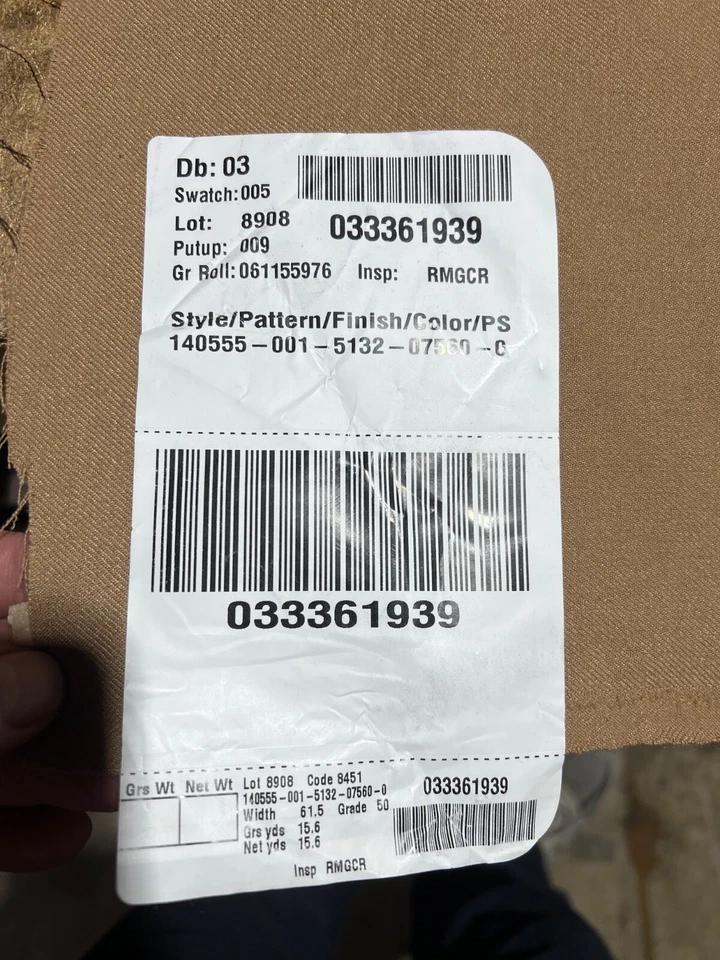 Db: 03
Swatch: 005
Lot: 8908
033361939
Putup: 009
Gr Roll: 061155976 Insp: RMGCR
Style/Pattern/Finish/Color/PS
140555-001-5132-07560-0
033361939
Grs Wt Net Wt
Lot 8908 Code 8451
033361939
140555-001-5132-07560-0
Width 61.5 Grade 50
Grs yds 15.6
Net yds 15.6
Insp RMGCR